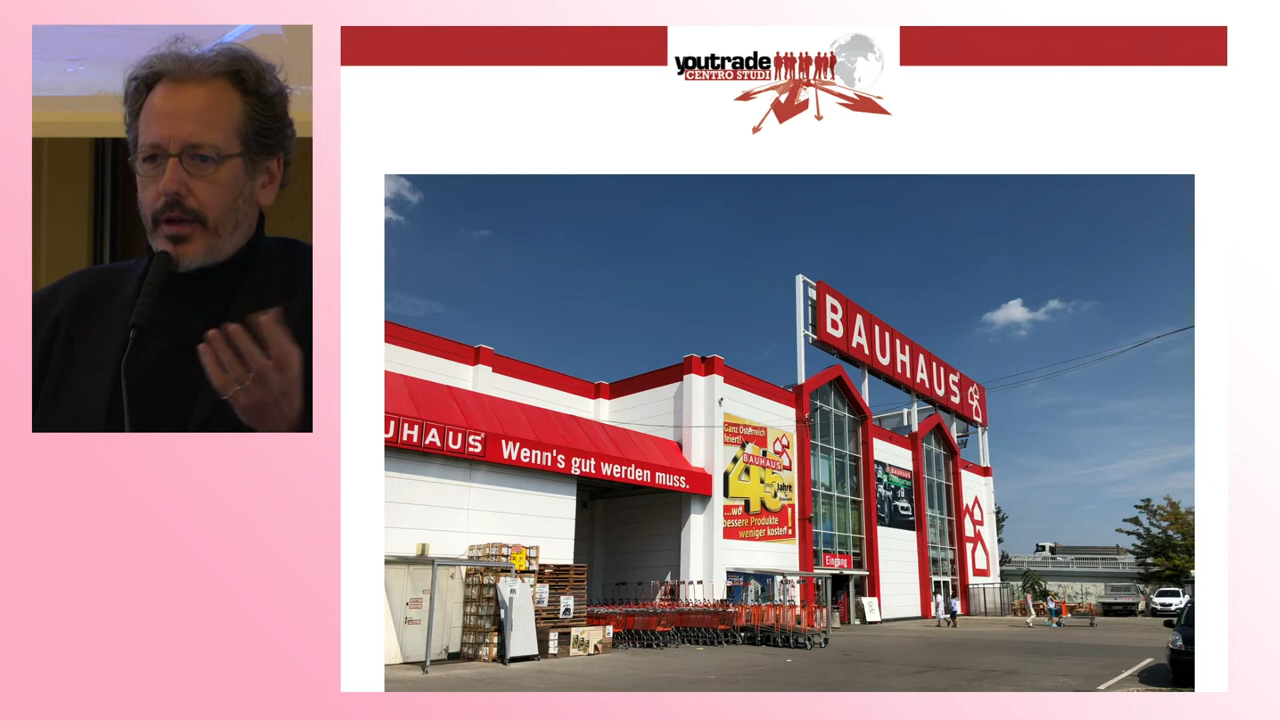 youtrade
CENTRO STUDI
BAUHAUS
UHAUS Wenn's gut werden muss.
Ganz Österreich
feiert!
BAUHAUS
45
Jahre
...wo
bessere Produkte
weniger kosten!
BAUHAUS
Eingang